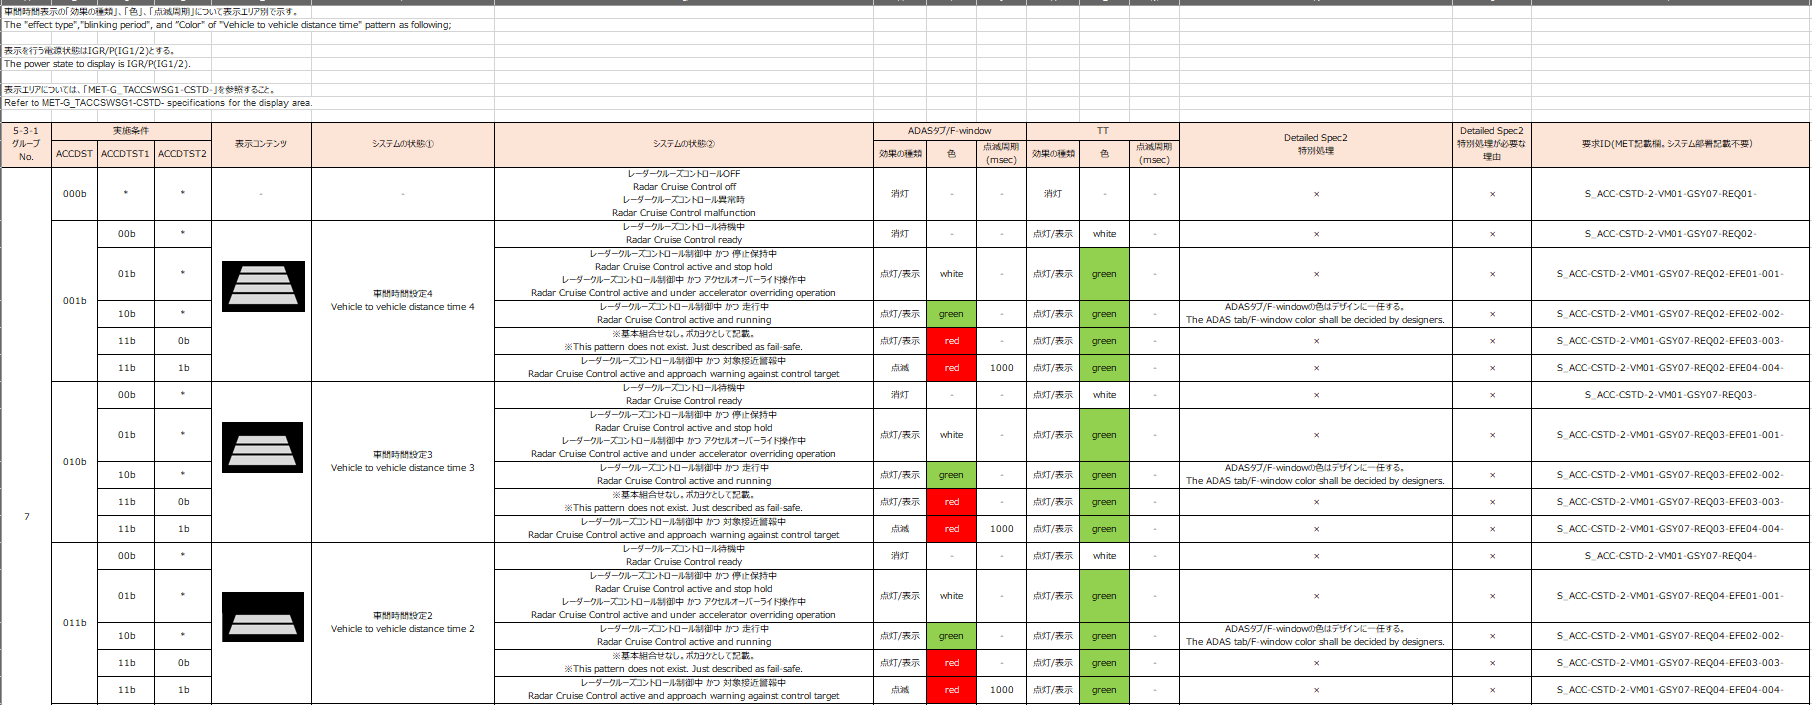 車間時間表示の「効果の種類」、「色」、「点滅周期」について表示エリア別で示す。
The "effect type","blinking period", and "Color" of "Vehicle to vehicle distance time" pattern as following;
表示を行う電源状態はIGR/P(IG1/2)とする。
The power state to display is IGR/P(IG1/2).
表示エリアについては、「MET-G_TACCSWSG1-CSTD-」を参照すること。
Refer to MET-G_TACCSWSG1-CSTD- specifications for the display area.
5-3-1 グループ No. 実施条件 表示コンテンツ システムの状態① システムの状態② ADASタブ/F-window TT Detailed Spec2 特別処理 Detailed Spec2 特別処理が必要な理由 要求ID(MET記載欄。システム部署記載不要)
ACCDST ACCDTST1 ACCDTST2 効果の種類 色 点滅周期 (msec) 効果の種類 色 点滅周期 (msec)
7
000b * * - -
レーダークルーズコントロールOFF
Radar Cruise Control off
レーダークルーズコントロール異常時
Radar Cruise Control malfunction
消灯 - - 消灯 - - × × S_ACC-CSTD-2-VM01-GSY07-REQ01-
001b
車間時間設定4
Vehicle to vehicle distance time 4
00b *
レーダークルーズコントロール待機中
Radar Cruise Control ready
消灯 - - 点灯/表示 white - × × S_ACC-CSTD-2-VM01-GSY07-REQ02-
01b *
レーダークルーズコントロール制御中 かつ 停止保持中
Radar Cruise Control active and stop hold
レーダークルーズコントロール制御中 かつ アクセルオーバーライド操作中
Radar Cruise Control active and under accelerator overriding operation
点灯/表示 white - 点灯/表示 green - × × S_ACC-CSTD-2-VM01-GSY07-REQ02-EFE01-001-
10b *
レーダークルーズコントロール制御中 かつ 走行中
Radar Cruise Control active and running
点灯/表示 green - 点灯/表示 green -
ADASタブ/F-windowの色はデザインに一任する。
The ADAS tab/F-window color shall be decided by designers.
× S_ACC-CSTD-2-VM01-GSY07-REQ02-EFE02-002-
11b 0b
※基本組合せなし。ポカヨケとして記載。
※This pattern does not exist. Just described as fail-safe.
点灯/表示 red - 点灯/表示 green - × × S_ACC-CSTD-2-VM01-GSY07-REQ02-EFE03-003-
11b 1b
レーダークルーズコントロール制御中 かつ 対象接近警報中
Radar Cruise Control active and approach warning against control target
点滅 red 1000 点灯/表示 green - × × S_ACC-CSTD-2-VM01-GSY07-REQ02-EFE04-004-
010b
車間時間設定3
Vehicle to vehicle distance time 3
00b *
レーダークルーズコントロール待機中
Radar Cruise Control ready
消灯 - - 点灯/表示 white - × × S_ACC-CSTD-2-VM01-GSY07-REQ03-
01b *
レーダークルーズコントロール制御中 かつ 停止保持中
Radar Cruise Control active and stop hold
レーダークルーズコントロール制御中 かつ アクセルオーバーライド操作中
Radar Cruise Control active and under accelerator overriding operation
点灯/表示 white - 点灯/表示 green - × × S_ACC-CSTD-2-VM01-GSY07-REQ03-EFE01-001-
10b *
レーダークルーズコントロール制御中 かつ 走行中
Radar Cruise Control active and running
点灯/表示 green - 点灯/表示 green -
ADASタブ/F-windowの色はデザインに一任する。
The ADAS tab/F-window color shall be decided by designers.
× S_ACC-CSTD-2-VM01-GSY07-REQ03-EFE02-002-
11b 0b
※基本組合せなし。ポカヨケとして記載。
※This pattern does not exist. Just described as fail-safe.
点灯/表示 red - 点灯/表示 green - × × S_ACC-CSTD-2-VM01-GSY07-REQ03-EFE03-003-
11b 1b
レーダークルーズコントロール制御中 かつ 対象接近警報中
Radar Cruise Control active and approach warning against control target
点滅 red 1000 点灯/表示 green - × × S_ACC-CSTD-2-VM01-GSY07-REQ03-EFE04-004-
011b
車間時間設定2
Vehicle to vehicle distance time 2
00b *
レーダークルーズコントロール待機中
Radar Cruise Control ready
消灯 - - 点灯/表示 white - × × S_ACC-CSTD-2-VM01-GSY07-REQ04-
01b *
レーダークルーズコントロール制御中 かつ 停止保持中
Radar Cruise Control active and stop hold
レーダークルーズコントロール制御中 かつ アクセルオーバーライド操作中
Radar Cruise Control active and under accelerator overriding operation
点灯/表示 white - 点灯/表示 green - × × S_ACC-CSTD-2-VM01-GSY07-REQ04-EFE01-001-
10b *
レーダークルーズコントロール制御中 かつ 走行中
Radar Cruise Control active and running
点灯/表示 green - 点灯/表示 green -
ADASタブ/F-windowの色はデザインに一任する。
The ADAS tab/F-window color shall be decided by designers.
× S_ACC-CSTD-2-VM01-GSY07-REQ04-EFE02-002-
11b 0b
※基本組合せなし。ポカヨケとして記載。
※This pattern does not exist. Just described as fail-safe.
点灯/表示 red - 点灯/表示 green - × × S_ACC-CSTD-2-VM01-GSY07-REQ04-EFE03-003-
11b 1b
レーダークルーズコントロール制御中 かつ 対象接近警報中
Radar Cruise Control active and approach warning against control target
点滅 red 1000 点灯/表示 green - × × S_ACC-CSTD-2-VM01-GSY07-REQ04-EFE04-004-